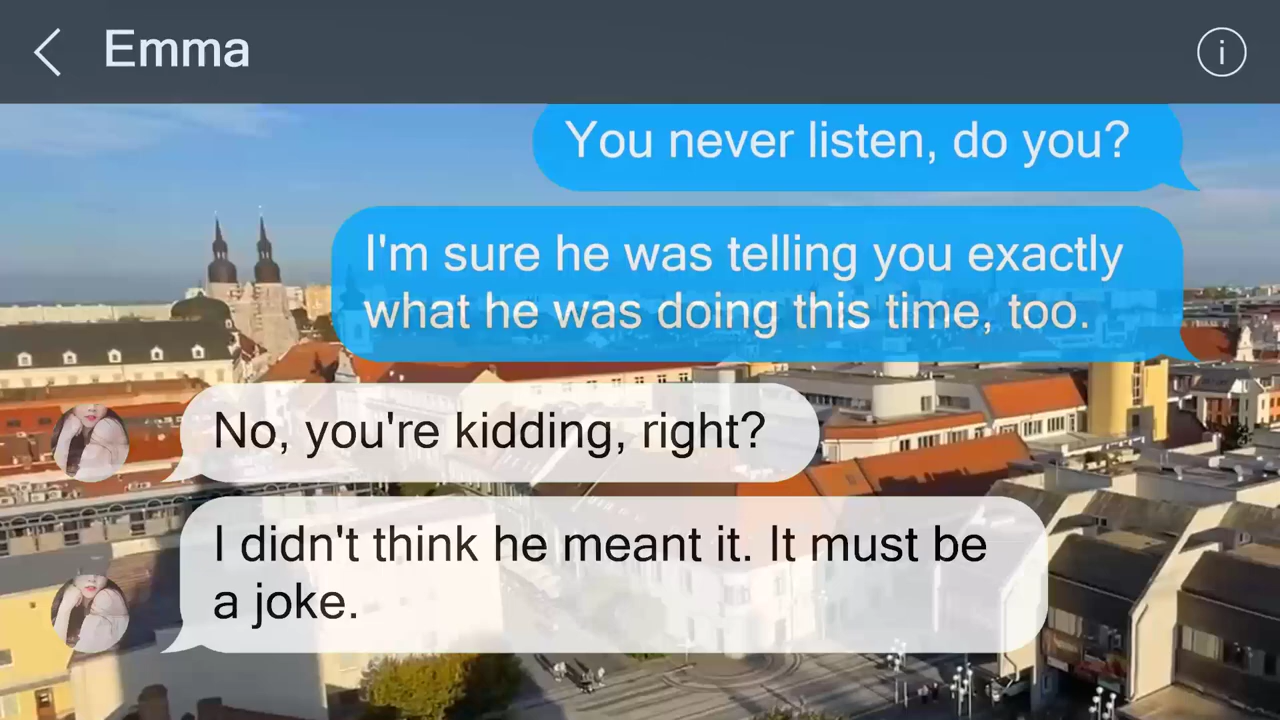 Emma
You never listen, do you?
I'm sure he was telling you exactly
what he was doing this time, too.
No, you're kidding, right?
I didn't think he meant it. It must be
a joke.